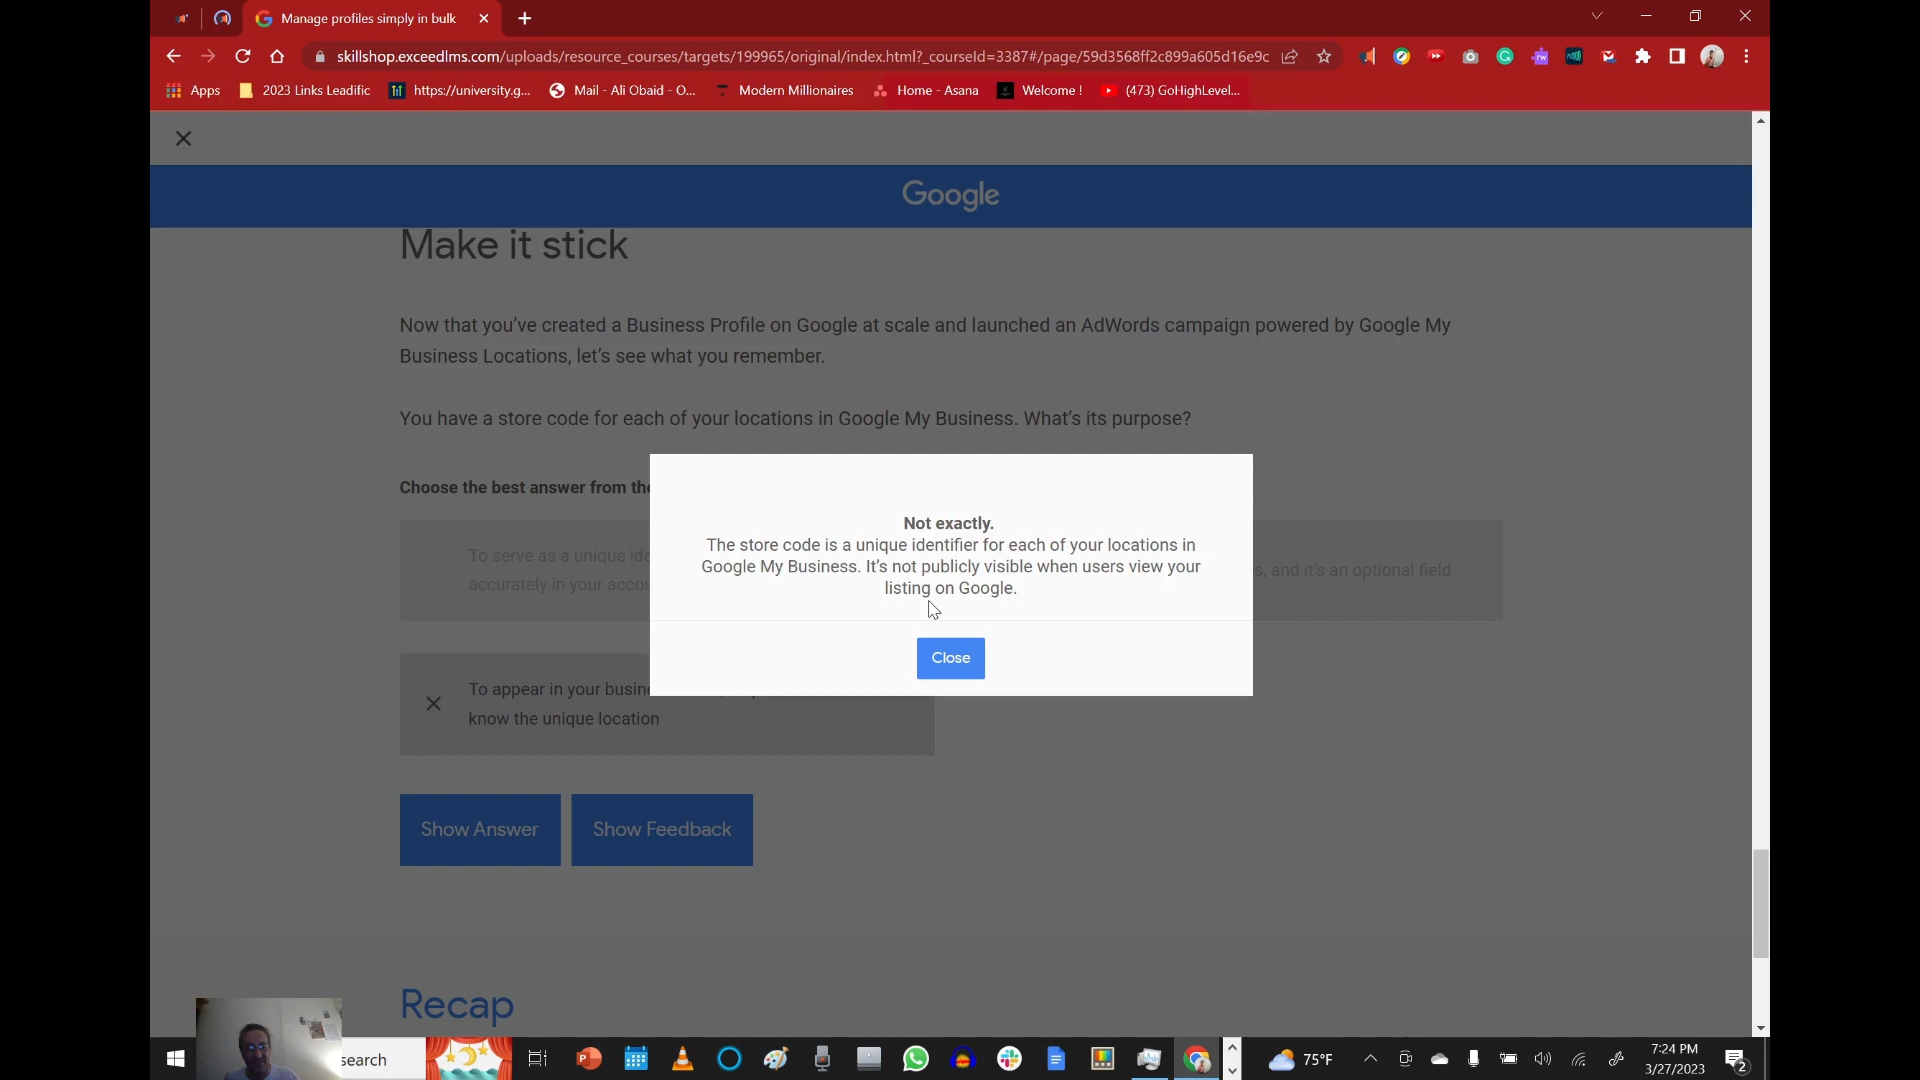 Manage profiles simply in bulk
skillshop.exceedlms.com/uploads/resource_courses/targets/199965/original/index.html?_courseId=3387#/page/59d3568ff2c899a605d16e9c
Apps 2023 Links Leadific https://university.g... Mail - Ali Obaid - O... Modern Millionaires Home - Asana Welcome ! (473) GoHighLevel...
Google
Make it stick
Now that you've created a Business Profile on Google at scale and launched an AdWords campaign powered by Google My
Business Locations, let's see what you remember.
You have a store code for each of your locations in Google My Business. What's its purpose?
Choose the best answer from the
Not exactly.
The store code is a unique identifier for each of your locations in
Google My Business. It's not publicly visible when users view your
listing on Google.
Close
To serve as a unique ide
accurately in your accou
s, and it's an optional field
To appear in your busine
know the unique location
Show Answer Show Feedback
Recap
search
75°F
7:24 PM
3/27/2023
2